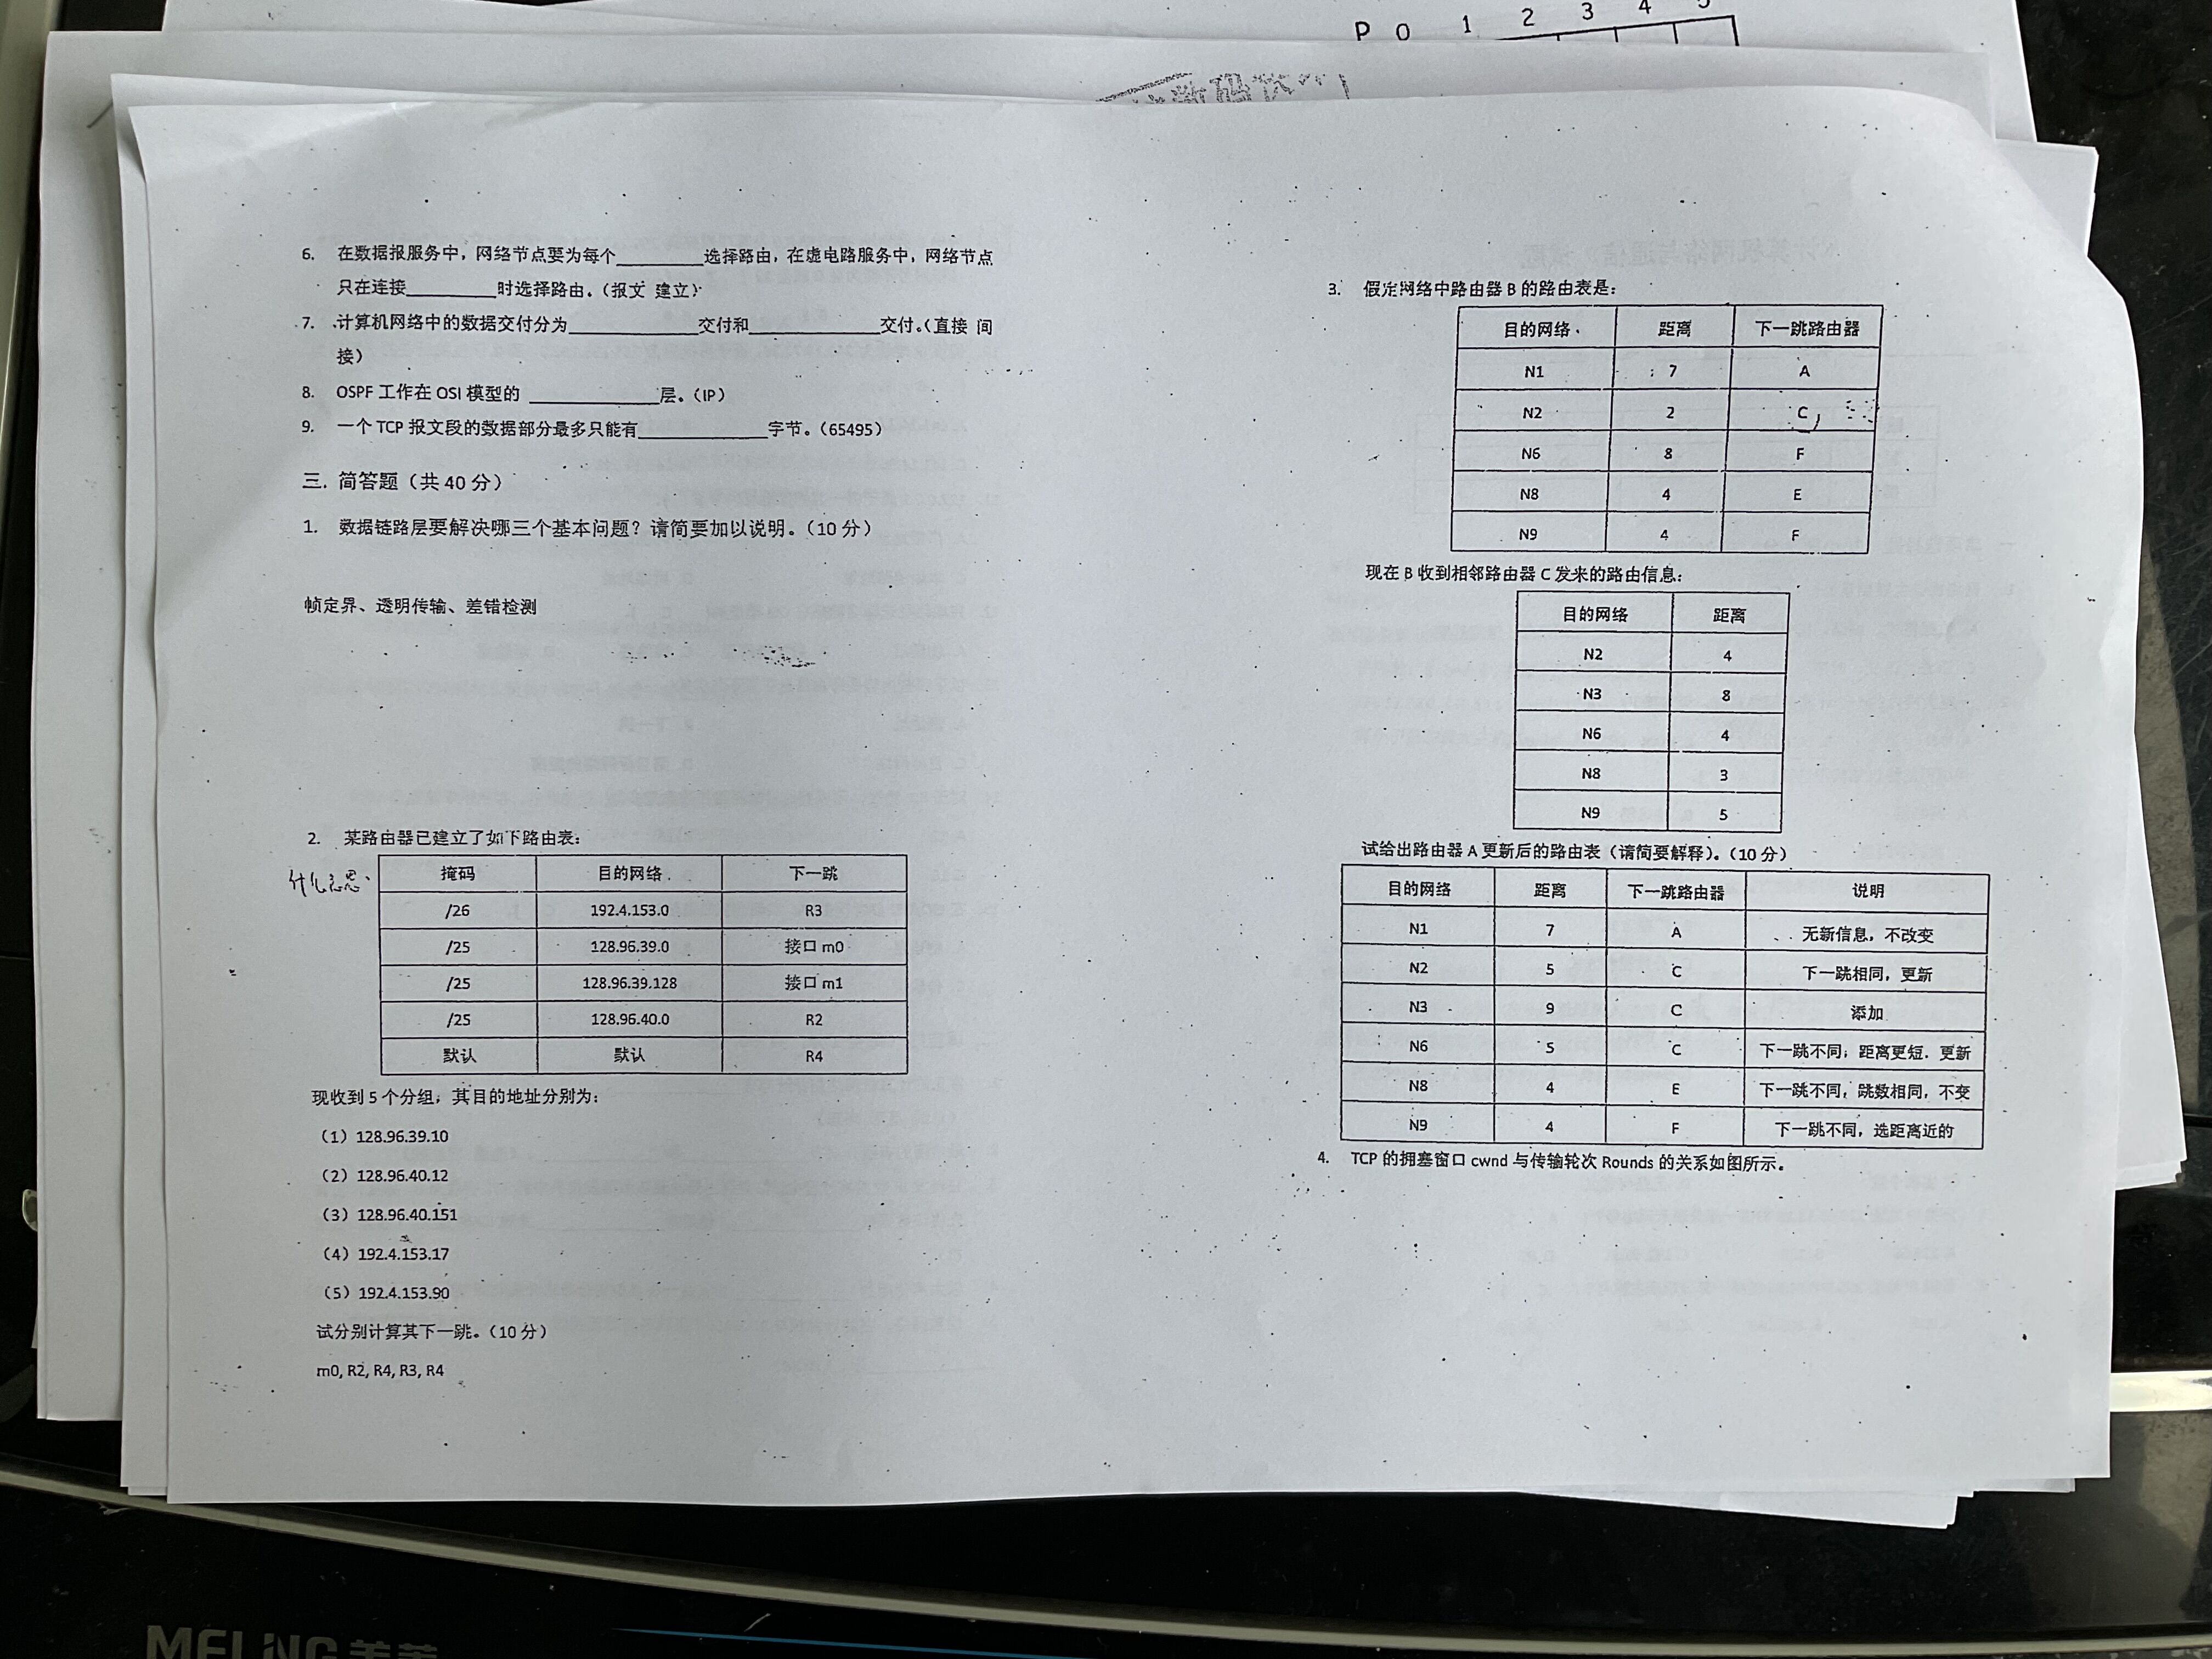 P 0 1 2 3 4 5
6. 在数据报服务中，网络节点要为每个________选择路由，在虚电路服务中，网络节点
只在连接________时选择路由。（报文 建立）
7. 计算机网络中的数据交付分为____________交付和____________交付。（直接 间
接）
8. OSPF 工作在 OSI 模型的 ____________层。（IP）
9. 一个 TCP 报文段的数据部分最多只能有____________字节。（65495）
三. 简答题（共 40 分）
1. 数据链路层要解决哪三个基本问题？请简要加以说明。（10 分）
帧定界、透明传输、差错检测
2. 某路由器已建立了如下路由表：
什么意思
掩码 目的网络 下一跳
/26 192.4.153.0 R3
/25 128.96.39.0 接口 m0
/25 128.96.39.128 接口 m1
/25 128.96.40.0 R2
默认 默认 R4
现收到 5 个分组，其目的地址分别为：
（1）128.96.39.10
（2）128.96.40.12
（3）128.96.40.151
（4）192.4.153.17
（5）192.4.153.90
试分别计算其下一跳。（10 分）
m0, R2, R4, R3, R4
3. 假定网络中路由器 B 的路由表是：
目的网络 距离 下一跳路由器
N1 7 A
N2 2 C
N6 8 F
N8 4 E
N9 4 F
现在 B 收到相邻路由器 C 发来的路由信息：
目的网络 距离
N2 4
N3 8
N6 4
N8 3
N9 5
试给出路由器 A 更新后的路由表（请简要解释）。（10 分）
目的网络 距离 下一跳路由器 说明
N1 7 A 无新信息，不改变
N2 5 C 下一跳相同，更新
N3 9 C 添加
N6 5 C 下一跳不同；距离更短．更新
N8 4 E 下一跳不同，跳数相同，不变
N9 4 F 下一跳不同，选距离近的
4. TCP 的拥塞窗口 cwnd 与传输轮次 Rounds 的关系如图所示。
MELNG 美菱